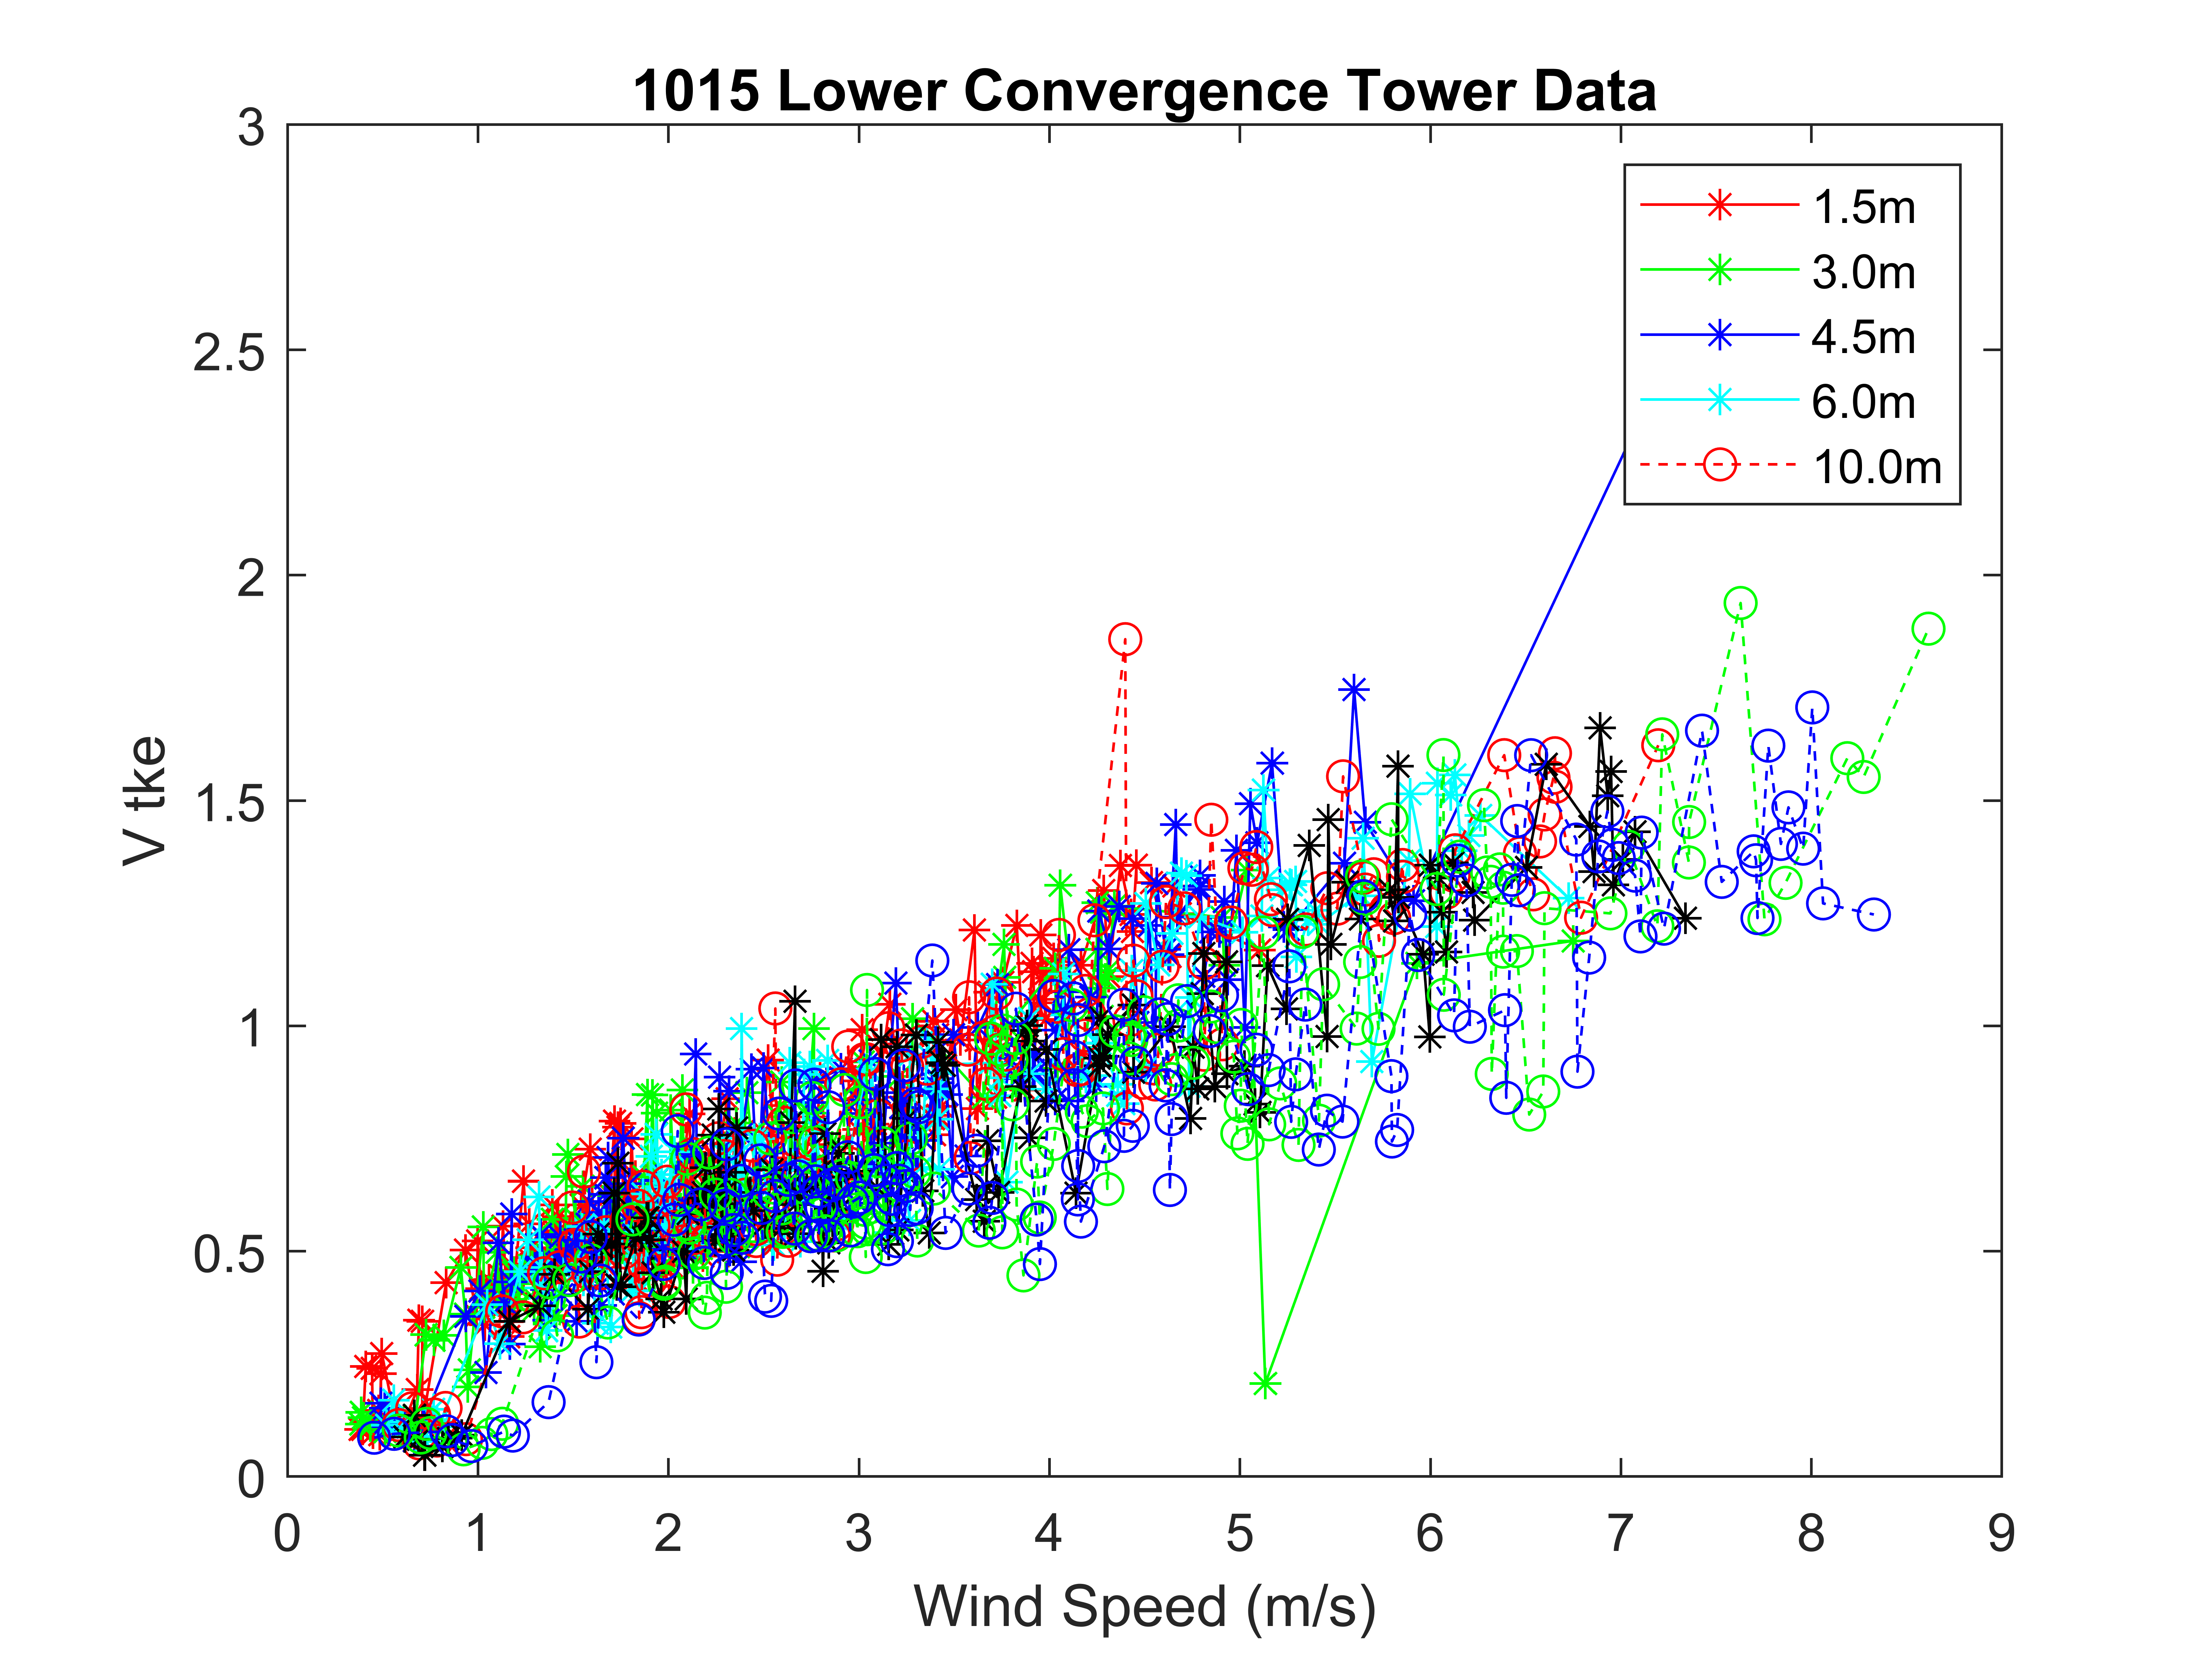 1015 Lower Convergence Tower Data
3
2.5
2
1.5
1
0.5
0
V tke
1.5m
3.0m
4.5m
6.0m
10.0m
0 1 2 3 4 5 6 7 8 9
Wind Speed (m/s)